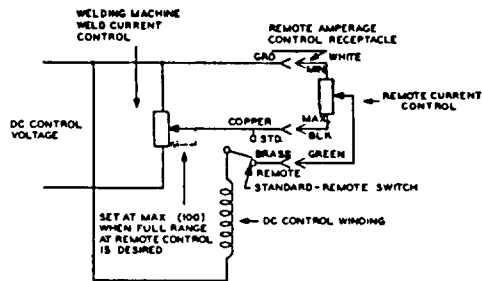 WELDING MACHINE
WELD CURRENT
CONTROL
REMOTE AMPERAGE
CONTROL RECEPTACLE
GRD
WHITE
MIN
REMOTE CURRENT
CONTROL
DC CONTROL
VOLTAGE
COPPER
MAX
BLK
STD.
BRASS
GREEN
REMOTE
STANDARD-REMOTE SWITCH
SET AT MAX (100)
WHEN FULL RANGE
AT REMOTE CONTROL
IS DESIRED
DC CONTROL WINDING